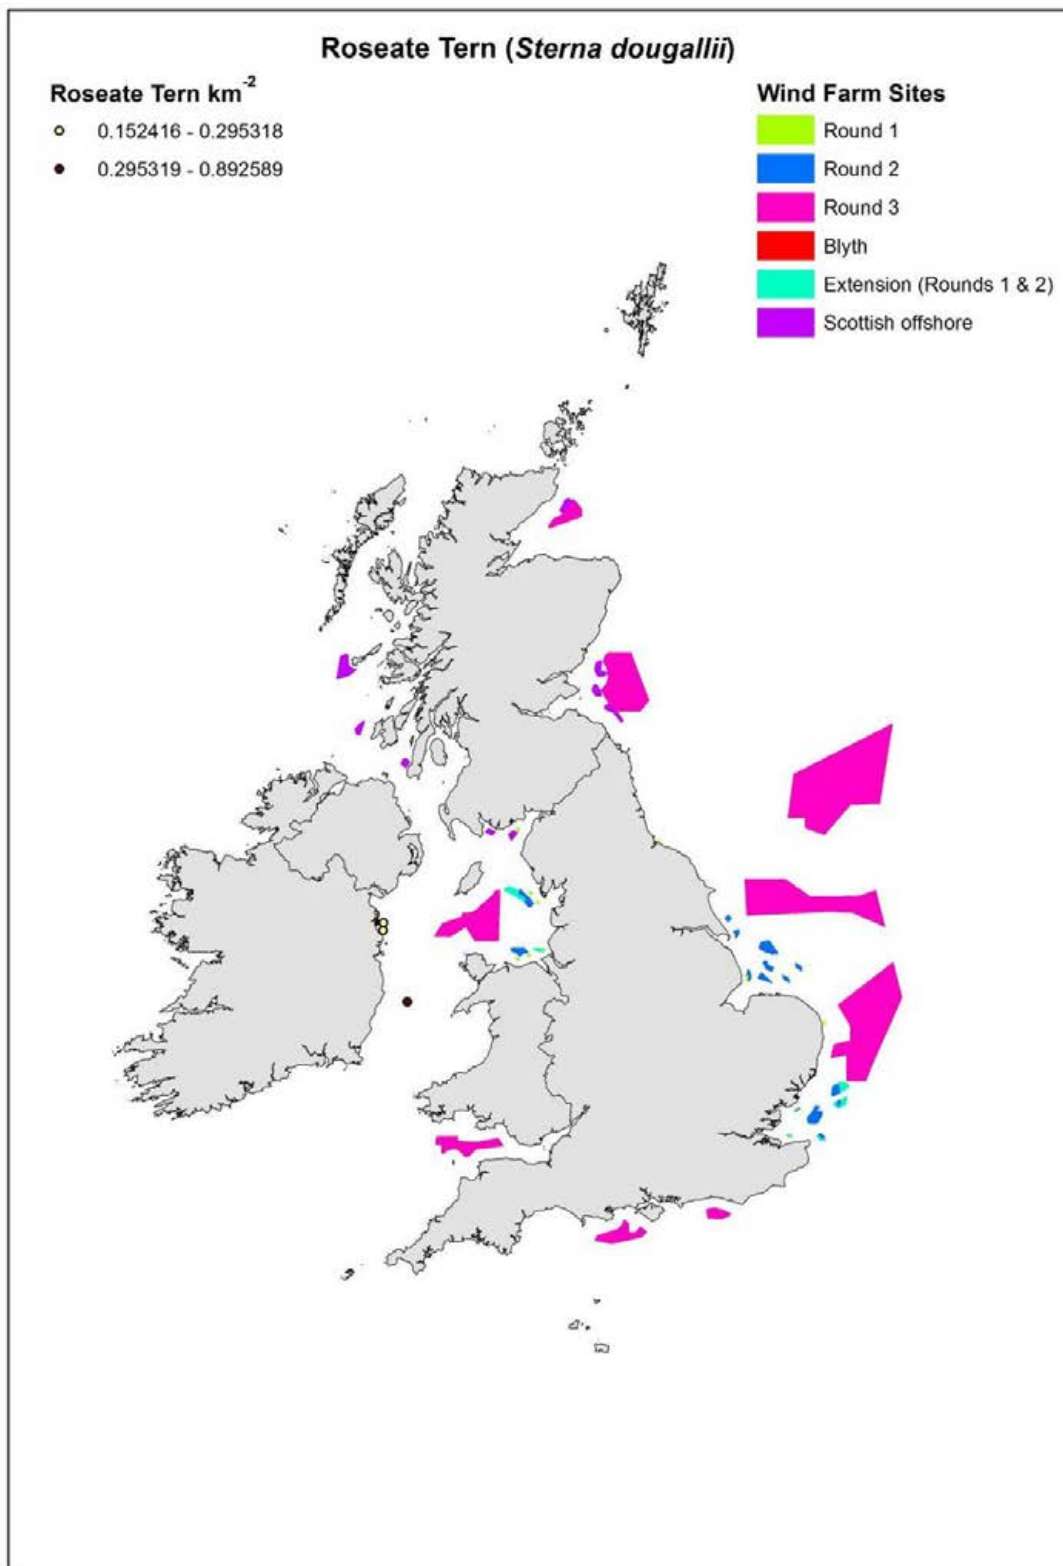 Roseate Tern (Sterna dougallii)
Roseate Tern km-2
0.152416 - 0.295318
0.295319 - 0.892589
Wind Farm Sites
Round 1
Round 2
Round 3
Blyth
Extension (Rounds 1 & 2)
Scottish offshore